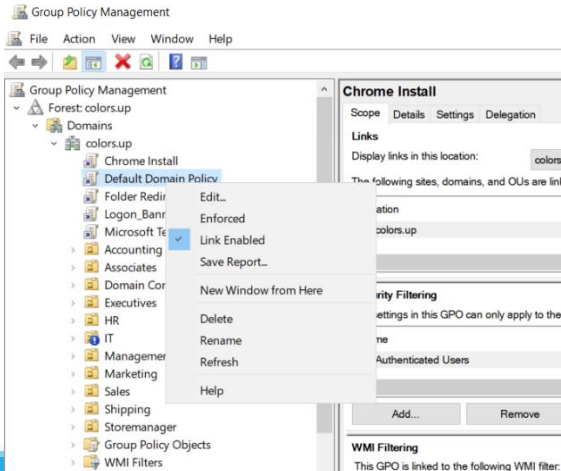 Group Policy Management
File Action View Window Help
Group Policy Management
Forest: colors.up
Domains
colors.up
Chrome Install
Default Domain Policy
Folder Redir
Logon_Bann
Microsoft Te
Accounting
Associates
Domain Cor
Executives
HR
IT
Managemer
Marketing
Sales
Shipping
Storemanager
Group Policy Objects
WMI Filters
Edit...
Enforced
Link Enabled
Save Report...
New Window from Here
Delete
Rename
Refresh
Help
Chrome Install
Scope Details Settings Delegation
Links
Display links in this location: colors
The following sites, domains, and OUs are lin
ation
colors.up
rity Filtering
ettings in this GPO can only apply to the
me
Authenticated Users
Add... Remove
WMI Filtering
This GPO is linked to the following WMI filter: